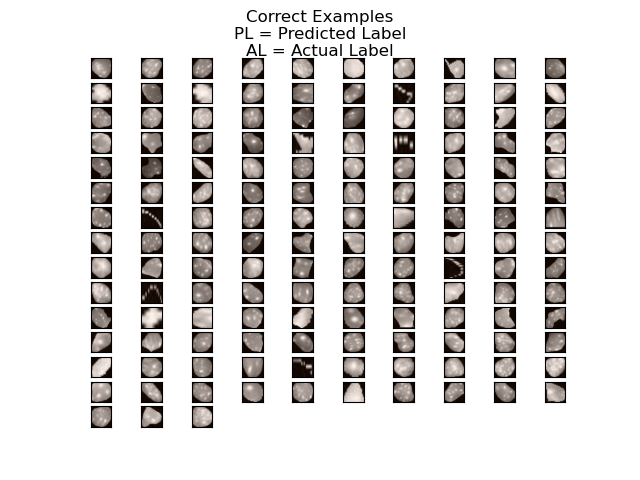 Correct Examples
PL = Predicted Label
AL = Actual Label